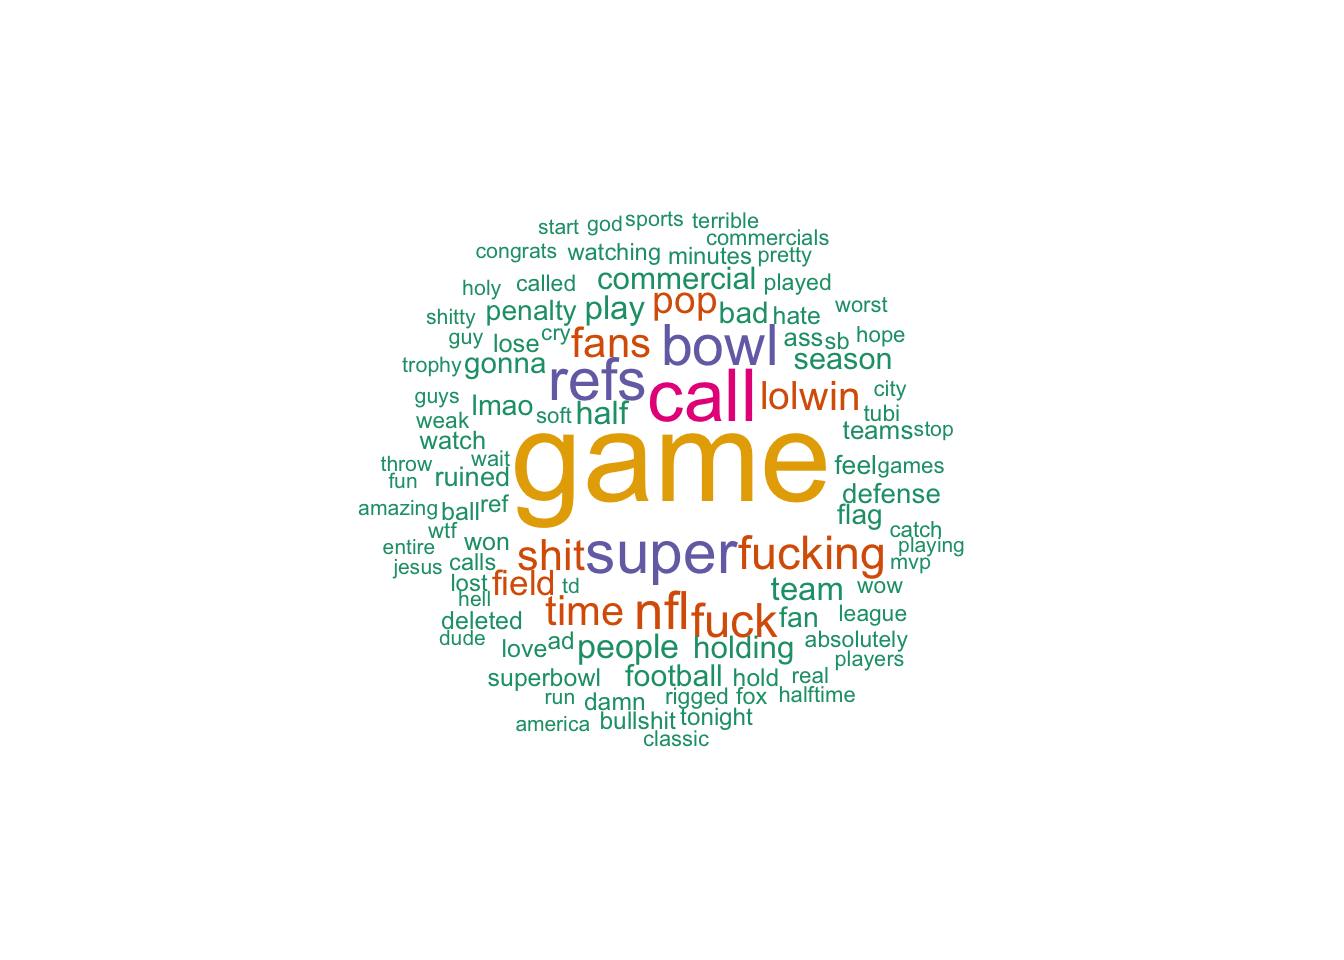 start god sports terrible
commercials
congrats watching minutes pretty
holy called commercial played
shitty penalty play pop bad hate worst
guy lose cry fans bowl ass sb hope
trophy gonna refs call season
guys lmao soft half lol win city
weak tubi
watch teams stop
throw wait game feel games
fun ruined defense
amazing ball ref flag
wtf catch
entire won shit super fucking playing
jesus calls mvp
lost field td team wow
hell time nfl fuck fan league
deleted
dude love ad people holding absolutely
players
superbowl football hold real
run damn rigged fox halftime
america bullshit tonight
classic